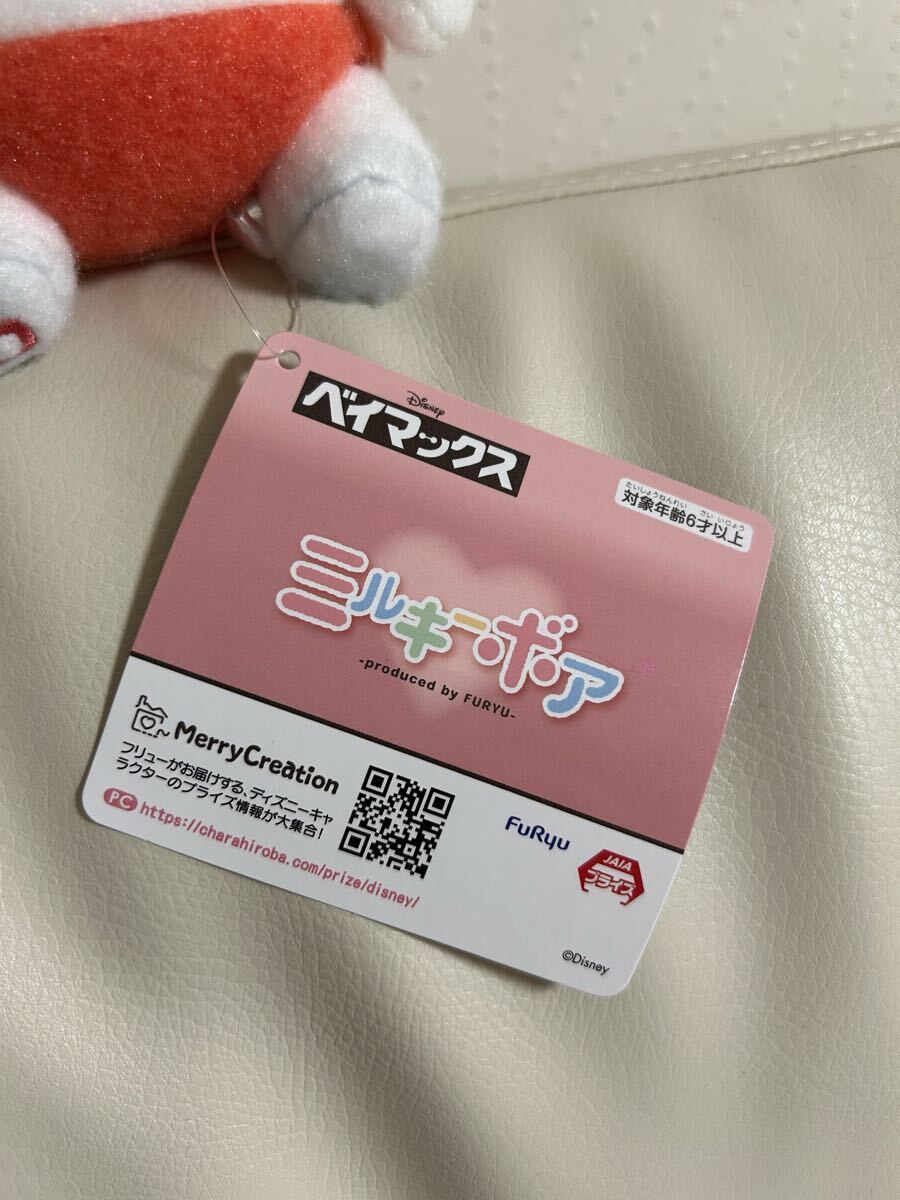 Disney
ベイマックス
たいしょうねんれい さい いじょう
対象年齢6才以上
ミルキーボア
-produced by FURYU-
MerryCreation
フリューがお届けする、ディズニーキャ
ラクターのプライズ情報が大集合!
PC https://charahiroba.com/prize/disney/
FuRyu
JAIA
プライズ
©Disney